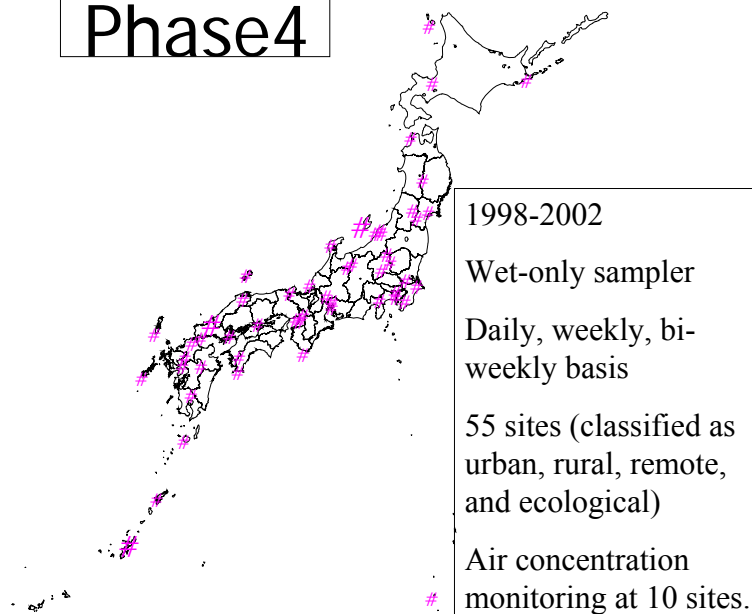 Phase4
1998-2002
Wet-only sampler
Daily, weekly, bi-
weekly basis
55 sites (classified as
urban, rural, remote,
and ecological)
Air concentration
monitoring at 10 sites.